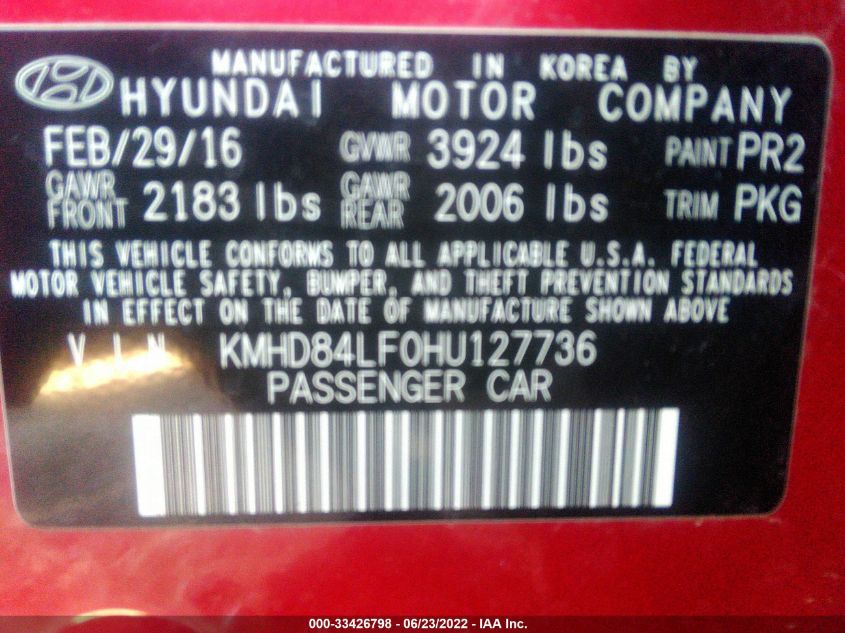 MANUFACTURED IN KOREA BY
HYUNDAI MOTOR COMPANY
FEB/29/16 GVWR 3924 lbs PAINT PR2
GAWR FRONT 2183 lbs GAWR REAR 2006 lbs TRIM PKG
THIS VEHICLE CONFORMS TO ALL APPLICABLE U.S.A. FEDERAL
MOTOR VEHICLE SAFETY, BUMPER, AND THEFT PREVENTION STANDARDS
IN EFFECT ON THE DATE OF MANUFACTURE SHOWN ABOVE
V I N KMHD84LF0HU127736
PASSENGER CAR
000-33426798 - 06/23/2022 - IAA Inc.